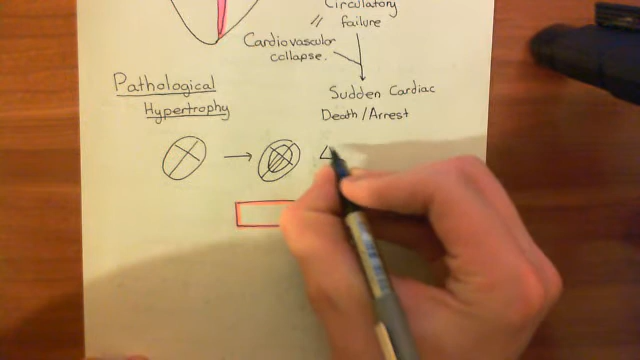 Circulatory
failure
Cardiovascular
collapse.
Pathological
Hypertrophy
Sudden Cardiac
Death/Arrest